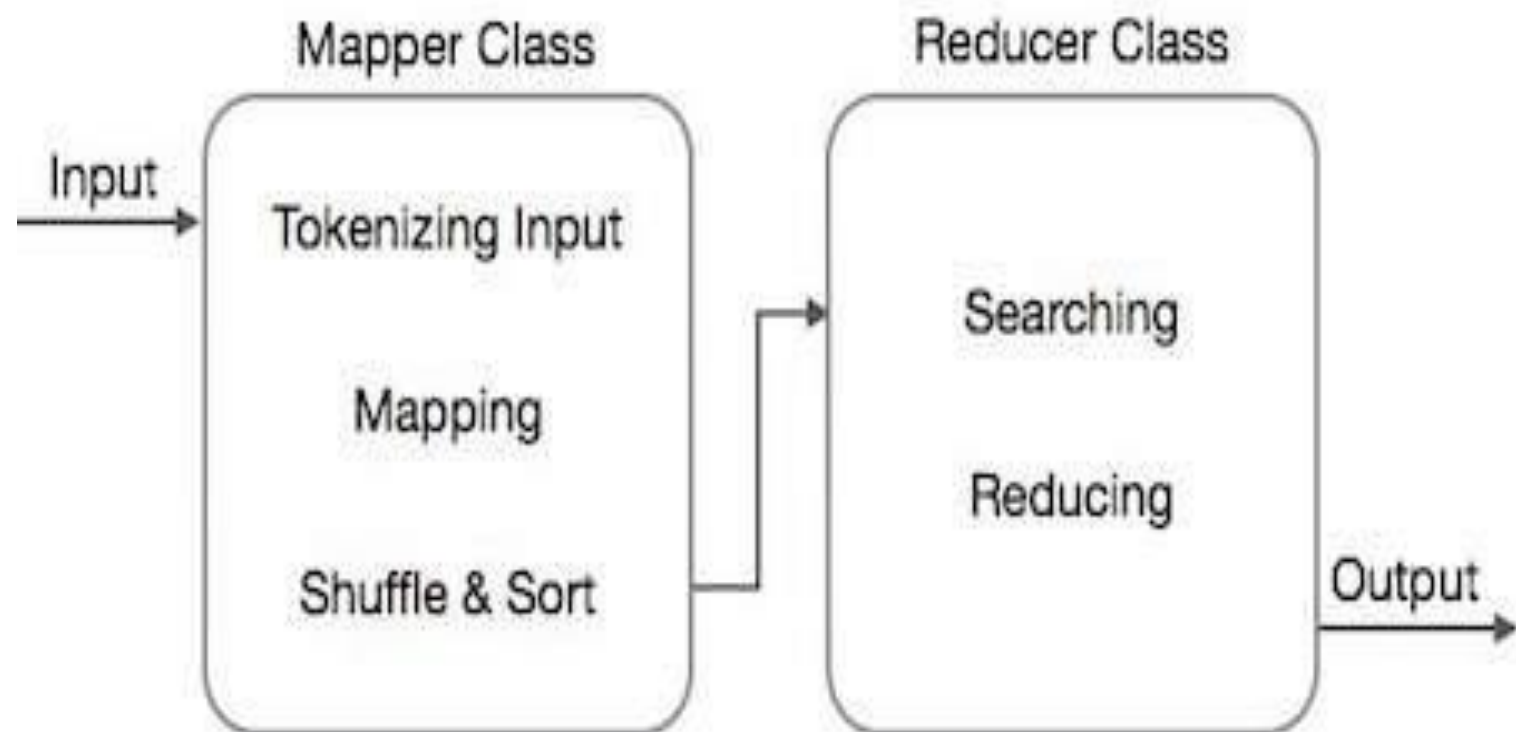 Mapper Class
Reducer Class
Input
Tokenizing Input
Mapping
Shuffle & Sort
Searching
Reducing
Output